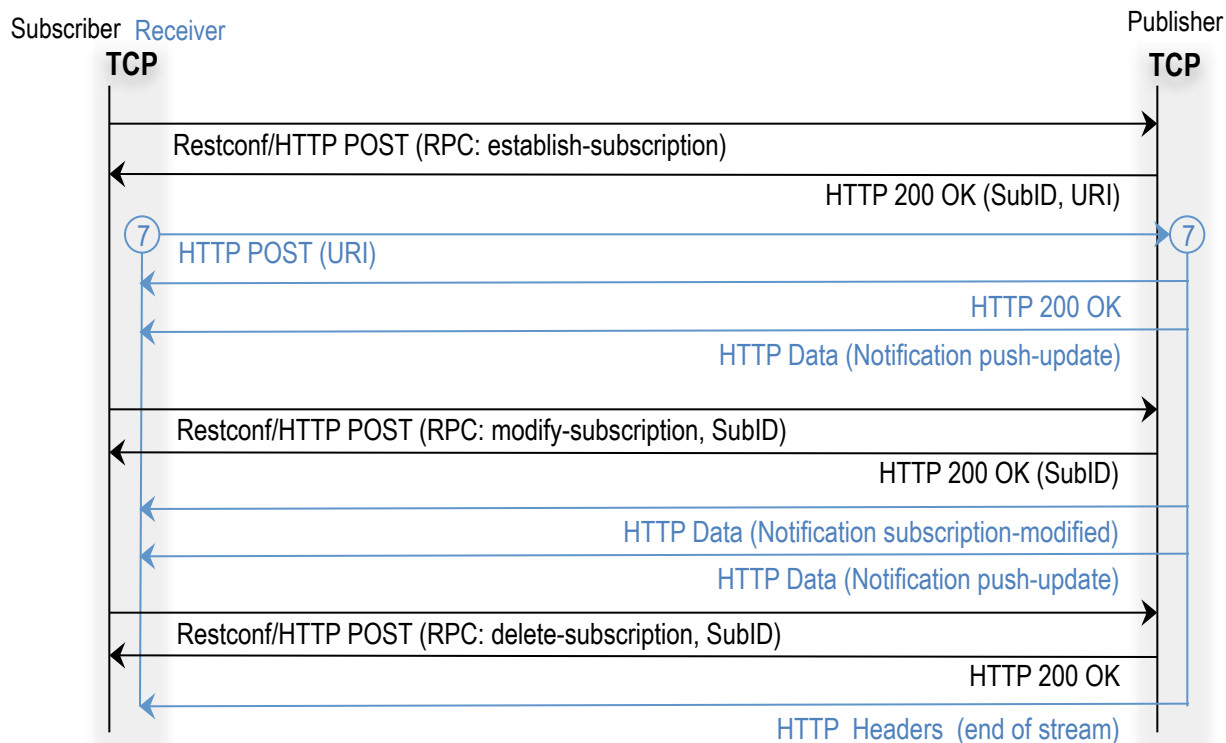 Subscriber Receiver
Publisher
TCP
TCP
Restconf/HTTP POST (RPC: establish-subscription)
HTTP 200 OK (SubID, URI)
7
7
HTTP POST (URI)
HTTP 200 OK
HTTP Data (Notification push-update)
Restconf/HTTP POST (RPC: modify-subscription, SubID)
HTTP 200 OK (SubID)
HTTP Data (Notification subscription-modified)
HTTP Data (Notification push-update)
Restconf/HTTP POST (RPC: delete-subscription, SubID)
HTTP 200 OK
HTTP Headers (end of stream)